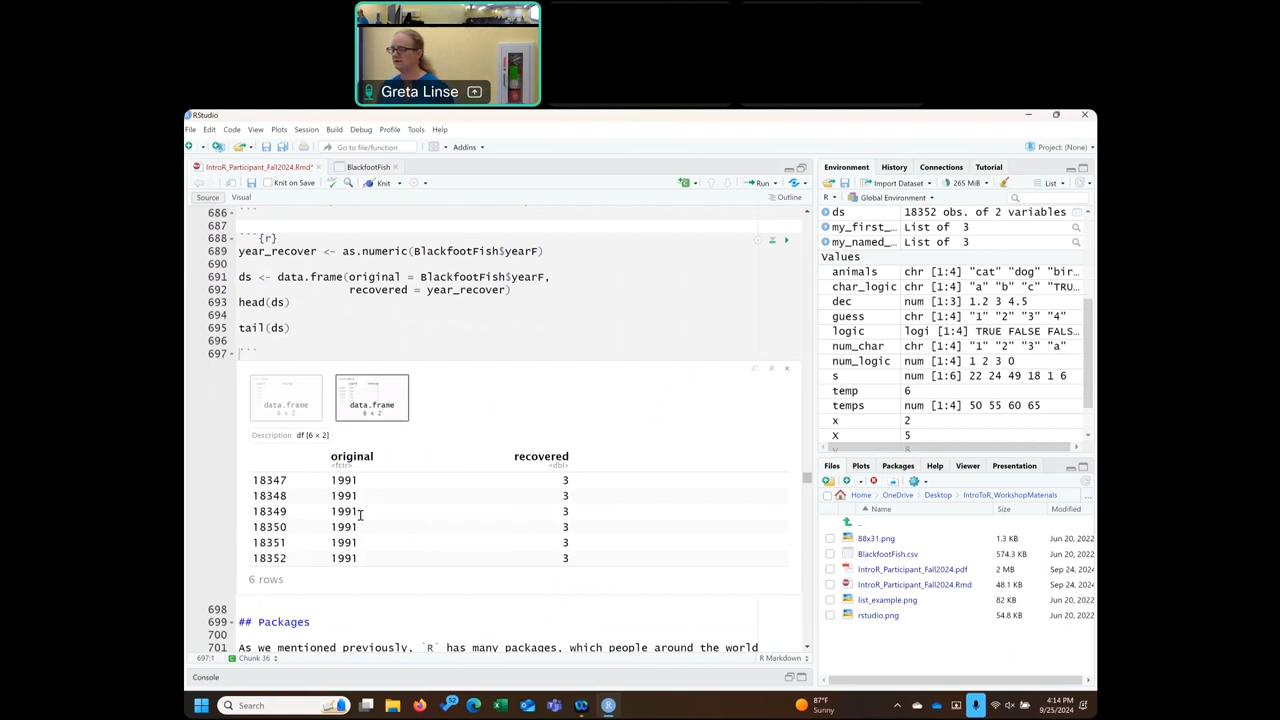 Greta Linse
RStudio
File Edit Code View Plots Session Build Debug Profile Tools Help
Go to file/function Addins Project: (None)
IntroR_Participant_Fall2024.Rmd* BlackfootFish
Knit on Save Knit Run
Source Visual Outline
686 ```
687
688 ```{r}
689 year_recover <- as.numeric(BlackfootFish$yearF)
690
691 ds <- data.frame(original = BlackfootFish$yearF,
692 recovered = year_recover)
693 head(ds)
694
695 tail(ds)
696
697 ```
data.frame 6 x 2 data.frame 6 x 2
Description: df [6 × 2]
original recovered
<fctr> <dbl>
18347 1991 3
18348 1991 3
18349 1991 3
18350 1991 3
18351 1991 3
18352 1991 3
6 rows
698
699 ## Packages
700
701 As we mentioned previously, `R` has many packages, which people around the world
697:1 Chunk 36 R Markdown
Console
Environment History Connections Tutorial
Import Dataset 265 MiB List
R Global Environment
ds 18352 obs. of 2 variables
my_first_… List of 3
my_named_… List of 3
Values
animals chr [1:4] "cat" "dog" "bir…
char_logic chr [1:4] "a" "b" "c" "TRU…
dec num [1:3] 1.2 3 4.5
guess chr [1:4] "1" "2" "3" "4"
logic logi [1:4] TRUE FALSE FALS…
num_char chr [1:4] "1" "2" "3" "a"
num_logic num [1:4] 1 2 3 0
s num [1:6] 22 24 49 18 1 6
temp 6
temps num [1:4] 50 55 60 65
x 2
X 5
Files Plots Packages Help Viewer Presentation
Home OneDrive Desktop IntroToR_WorkshopMaterials ...
Name Size Modified
..
88x31.png 1.3 KB Jun 20, 2022
BlackfootFish.csv 574.3 KB Jun 20, 2022
IntroR_Participant_Fall2024.pdf 2 MB Sep 24, 2024
IntroR_Participant_Fall2024.Rmd 48.1 KB Sep 24, 2024
list_example.png 82 KB Jun 20, 2022
rstudio.png 54.8 KB Jun 20, 2022
Search
87°F
Sunny
4:14 PM
9/25/2024